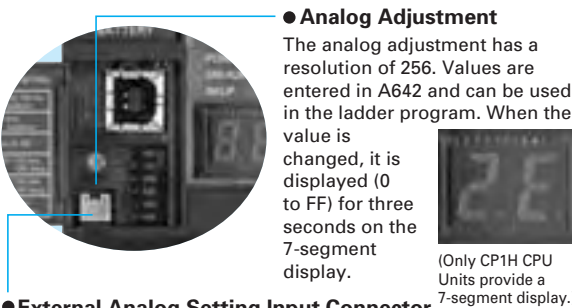 ● Analog Adjustment
The analog adjustment has a
resolution of 256. Values are
entered in A642 and can be used
in the ladder program. When the
value is
changed, it is
displayed (0
to FF) for three
seconds on the
7-segment
display.
2E
(Only CP1H CPU
Units provide a
7-segment display.
● External Analog Setting Input Connector